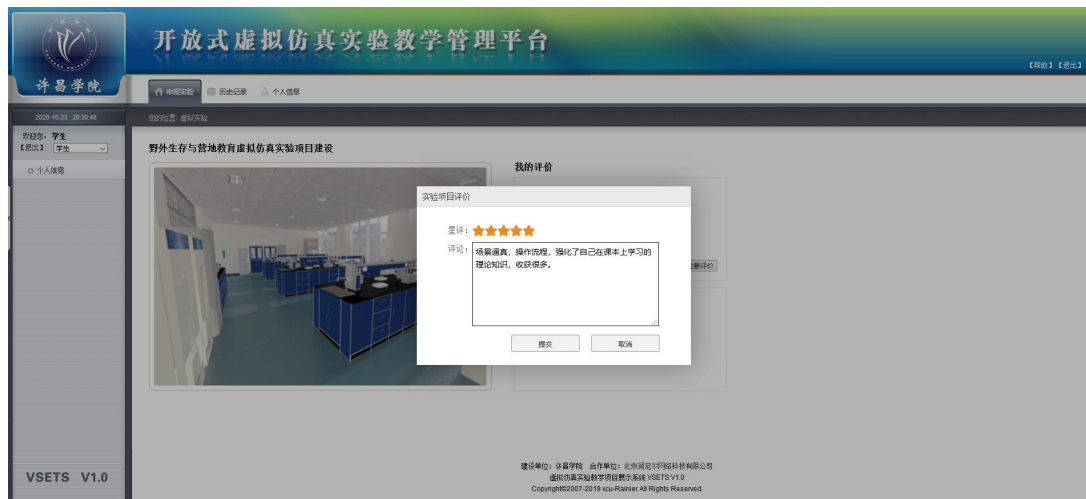 开放式虚拟仿真实验教学管理平台
【帮助】【退出】
许昌学院
申报实验 历史记录 个人信息
2020-10-23 20:30:46
您的位置: 虚拟实验
欢迎您，学生
【退出】 学生
个人信息
野外生存与营地教育虚拟仿真实验项目建设
我的评价
实验项目评价
星评：
评论：
场景逼真，操作流程，强化了自己在课本上学习的
理论知识，收获很多。
要评价
提交 取消
VSETS V1.0
建设单位：许昌学院 合作单位：北京润尼尔网络科技有限公司
虚拟仿真实验教学项目展示系统 VSETS V1.0
Copyright©2007-2019 xcu-Rainier All Rights Reserved.